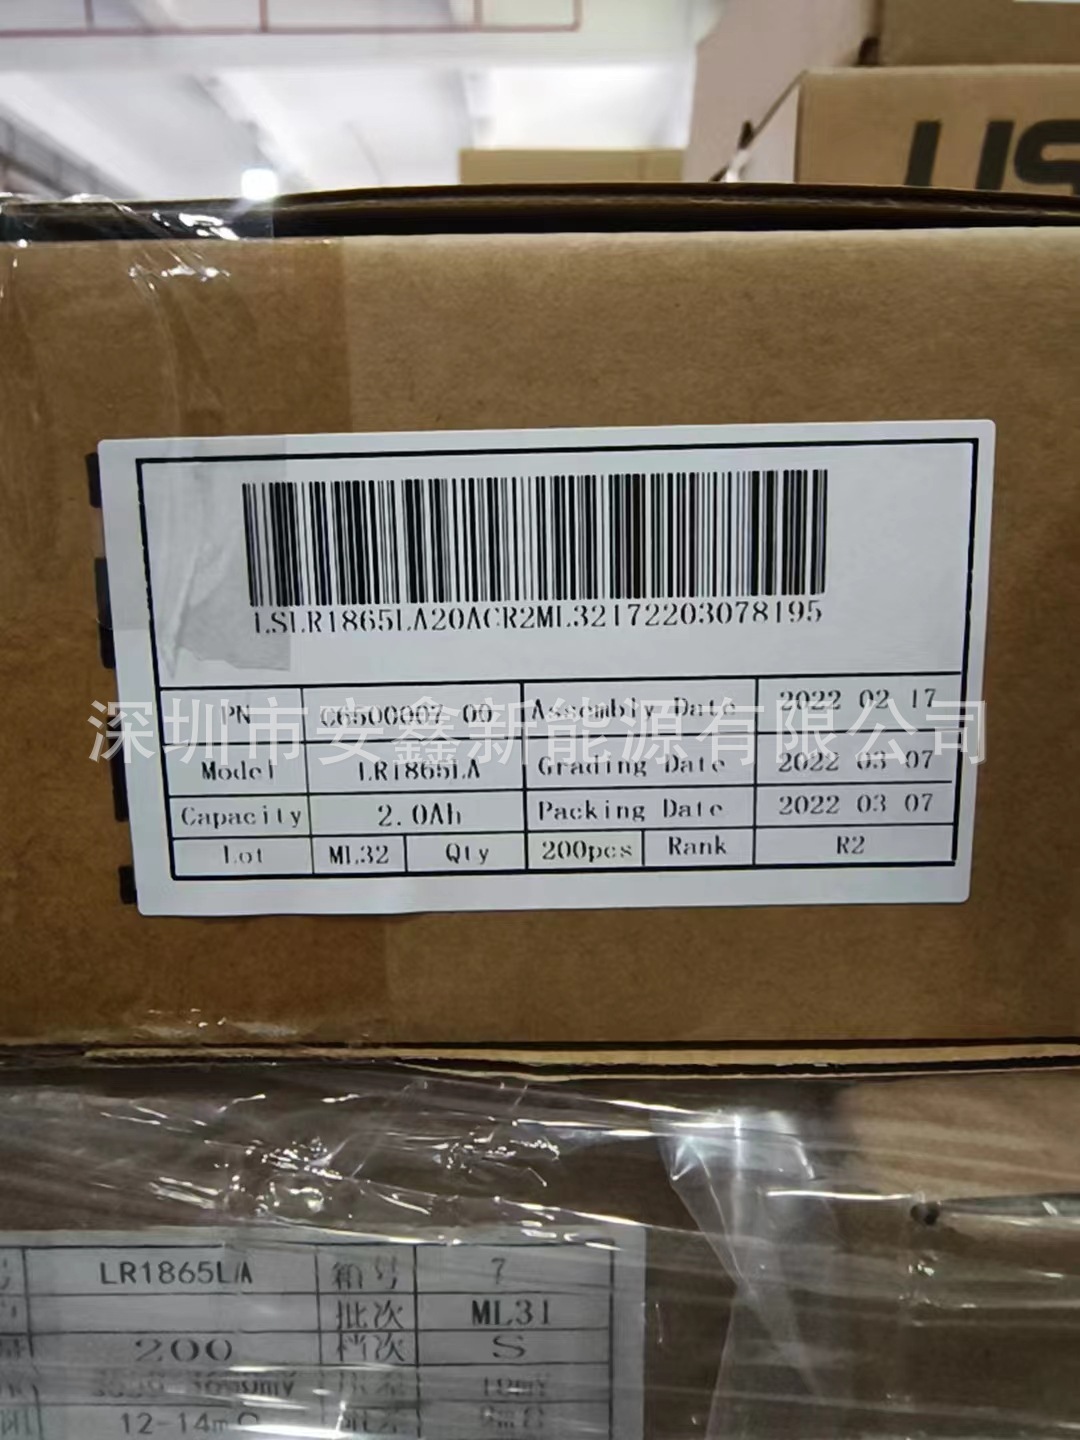 LSLR1865LA20ACR2ML32172203078195
PN C6500007 00 Assembly Date 2022 02 17
Model LR1865LA Grading Date 2022 03 07
Capacity 2.0Ah Packing Date 2022 03 07
Lot ML32 Qty 200pcs Rank R2
深圳市安鑫新能源有限公司
LR1865LA 箱号 7
批次 ML31
200 档次 S
12-14mΩ